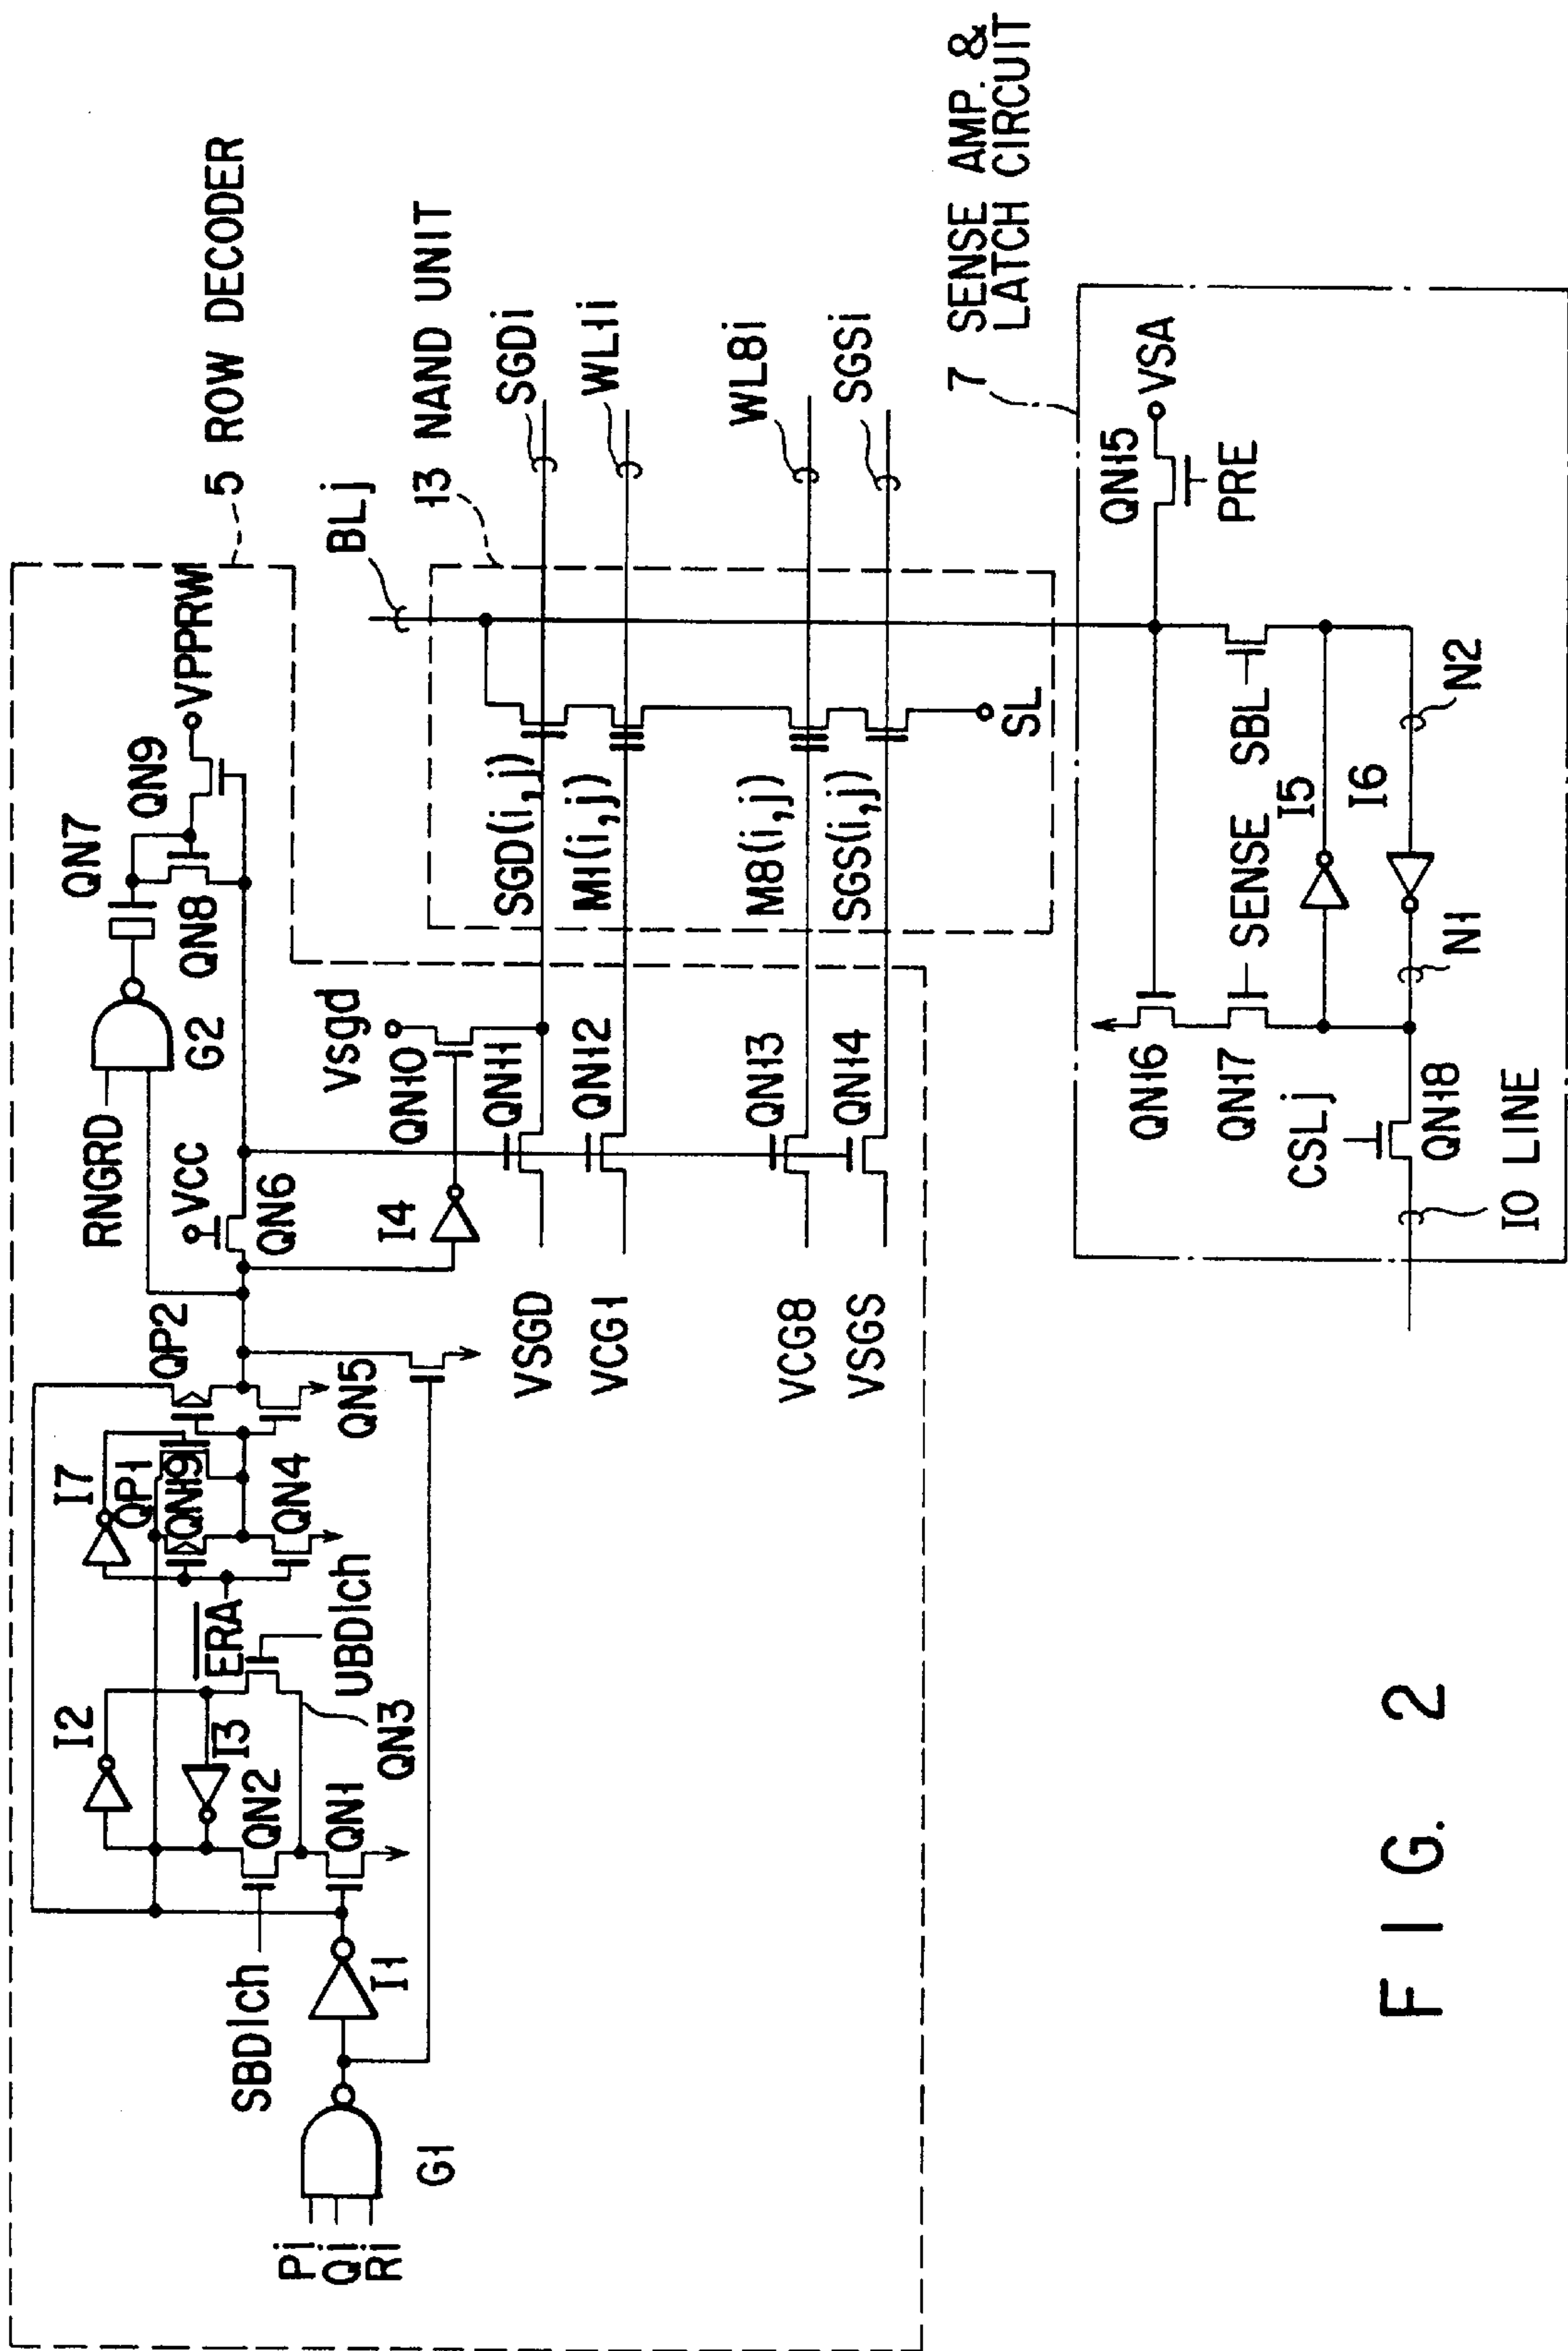 5 ROW DECODER
VPPRW
QN9
QN7
QN8
G2
RNGRD
VCC
QN6
I4
QP2
QN5
I7
QP1
QN19
QN4
ERA
UBDlch
I2
I3
QN2
QN3
QN1
SBDlch
I1
G1
Pi
Qi
Ri
Vsgd
QN10
QN11
QN12
QN13
QN14
VSGD
VCG1
VCG8
VSGS
BLj
13 NAND UNIT
SGDi
WL1i
WL8i
SGSi
SGD(i,j)
M1(i,j)
M8(i,j)
SGS(i,j)
SL
7 SENSE AMP. &
LATCH CIRCUIT
VSA
QN15
PRE
SBL
SENSE
QN16
QN17
I5
I6
N2
N1
CSLj
QN18
IO LINE
FIG. 2